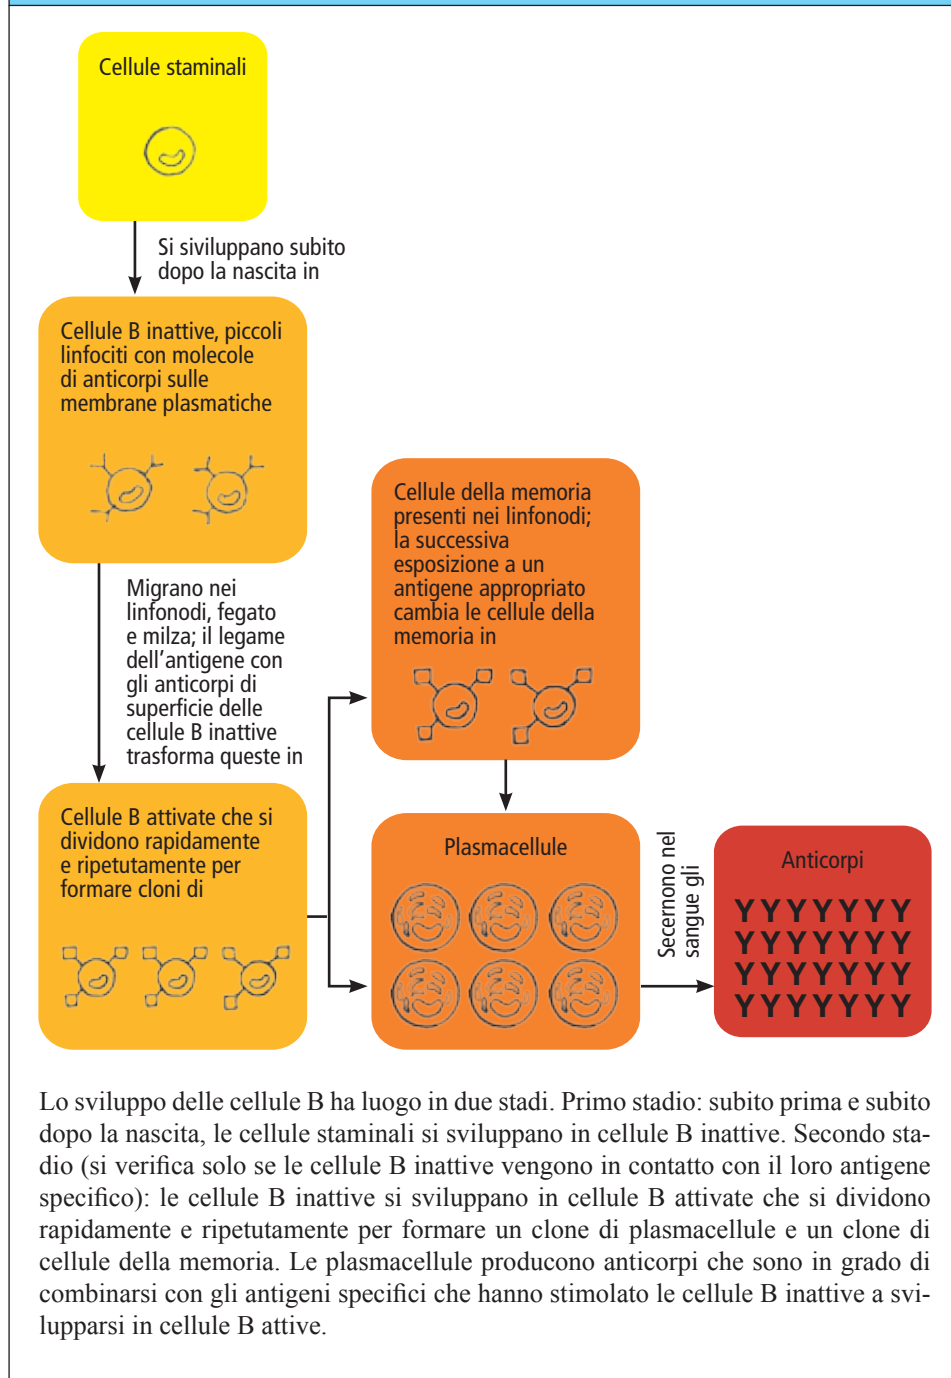 Cellule staminali
Si siviluppano subito
dopo la nascita in
Cellule B inattive, piccoli
linfociti con molecole
di anticorpi sulle
membrane plasmatiche
Migrano nei
linfonodi, fegato
e milza; il legame
dell'antigene con
gli anticorpi di
superficie delle
cellule B inattive
trasforma queste in
Cellule B attivate che si
dividono rapidamente
e ripetutamente per
formare cloni di
Cellule della memoria
presenti nei linfonodi;
la successiva
esposizione a un
antigene appropriato
cambia le cellule della
memoria in
Plasmacellule
Secernono nel
sangue gli
Anticorpi
YYYYYYY
YYYYYYY
YYYYYYY
YYYYYYY
Lo sviluppo delle cellule B ha luogo in due stadi. Primo stadio: subito prima e subito
dopo la nascita, le cellule staminali si sviluppano in cellule B inattive. Secondo sta-
dio (si verifica solo se le cellule B inattive vengono in contatto con il loro antigene
specifico): le cellule B inattive si sviluppano in cellule B attivate che si dividono
rapidamente e ripetutamente per formare un clone di plasmacellule e un clone di
cellule della memoria. Le plasmacellule producono anticorpi che sono in grado di
combinarsi con gli antigeni specifici che hanno stimolato le cellule B inattive a svi-
lupparsi in cellule B attive.